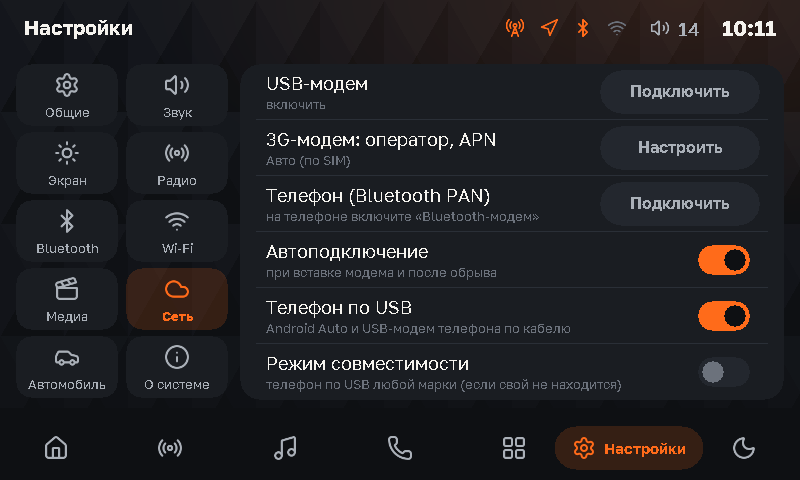 Настройки
14
10:11
Общие
Звук
Экран
Радио
Bluetooth
Wi-Fi
Медиа
Сеть
Автомобиль
О системе
USB-модем
включить
Подключить
3G-модем: оператор, APN
Авто (по SIM)
Настроить
Телефон (Bluetooth PAN)
на телефоне включите «Bluetooth-модем»
Подключить
Автоподключение
при вставке модема и после обрыва
Телефон по USB
Android Auto и USB-модем телефона по кабелю
Режим совместимости
телефон по USB любой марки (если свой не находится)
Настройки